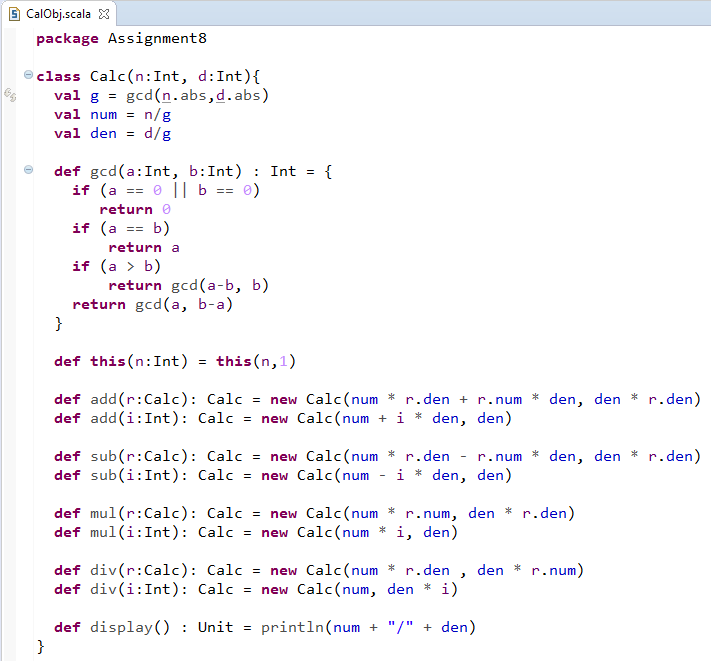 CalObj.scala
package Assignment8
class Calc(n:Int, d:Int){
val g = gcd(n.abs,d.abs)
val num = n/g
val den = d/g
def gcd(a:Int, b:Int) : Int = {
if (a == 0 || b == 0)
return 0
if (a == b)
return a
if (a > b)
return gcd(a-b, b)
return gcd(a, b-a)
}
def this(n:Int) = this(n,1)
def add(r:Calc): Calc = new Calc(num * r.den + r.num * den, den * r.den)
def add(i:Int): Calc = new Calc(num + i * den, den)
def sub(r:Calc): Calc = new Calc(num * r.den - r.num * den, den * r.den)
def sub(i:Int): Calc = new Calc(num - i * den, den)
def mul(r:Calc): Calc = new Calc(num * r.num, den * r.den)
def mul(i:Int): Calc = new Calc(num * i, den)
def div(r:Calc): Calc = new Calc(num * r.den , den * r.num)
def div(i:Int): Calc = new Calc(num, den * i)
def display() : Unit = println(num + "/" + den)
}